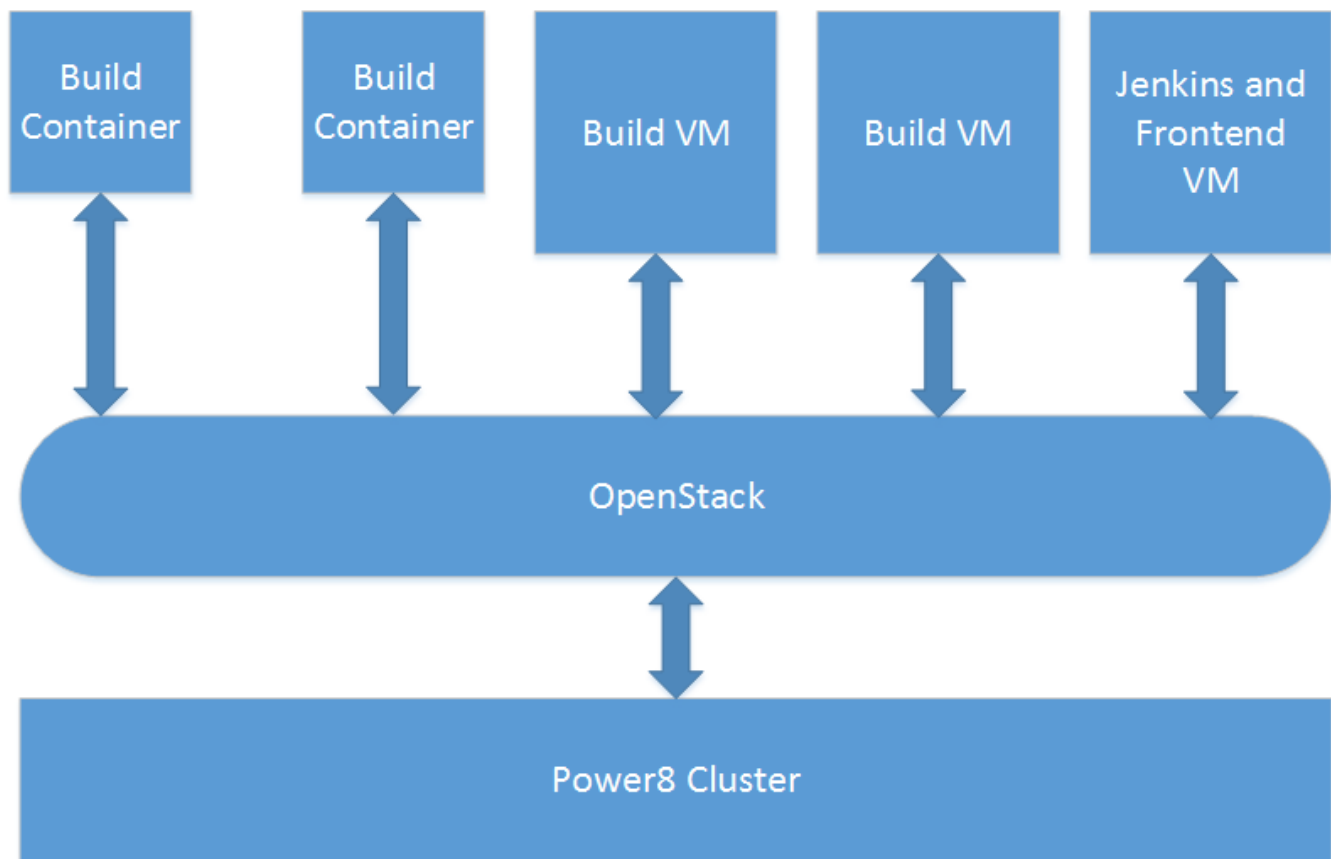 Build
Container
Build
Container
Build VM
Build VM
Jenkins and
Frontend
VM
OpenStack
Power8 Cluster